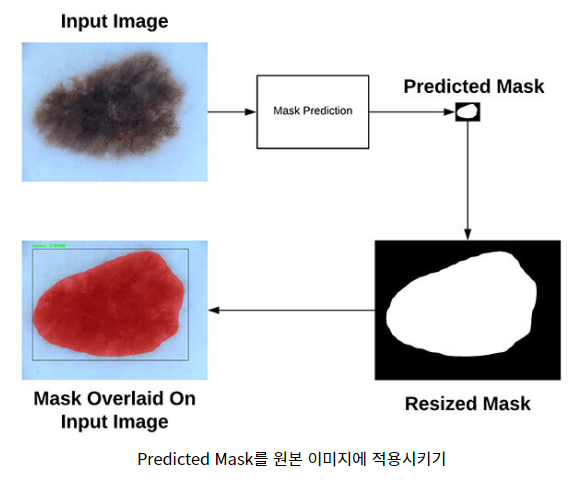 Input Image
Mask Prediction
Predicted Mask
Mask Overlaid On
Input Image
Resized Mask
Predicted Mask를 원본 이미지에 적용시키기